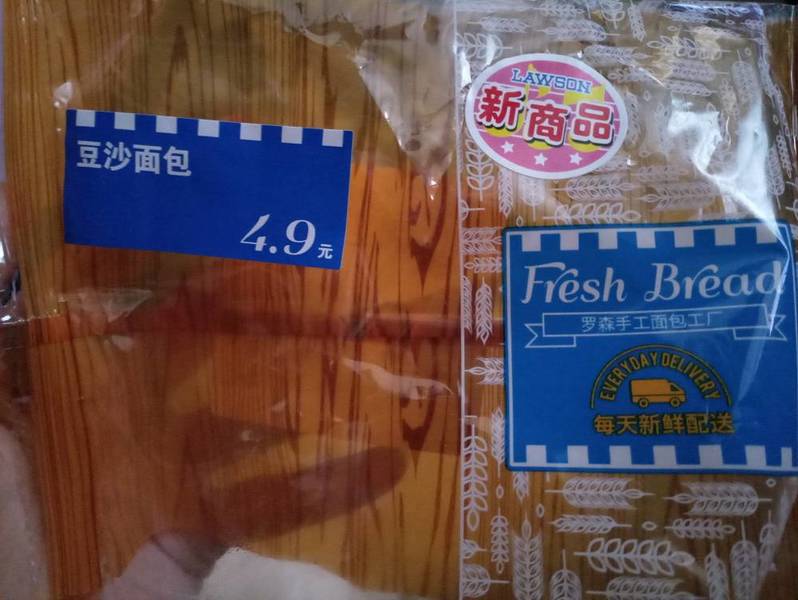 豆沙面包
4.9元
LAWSON
新商品
Fresh Bread
罗森手工面包工厂
EVERYDAY DELIVERY
每天新鲜配送